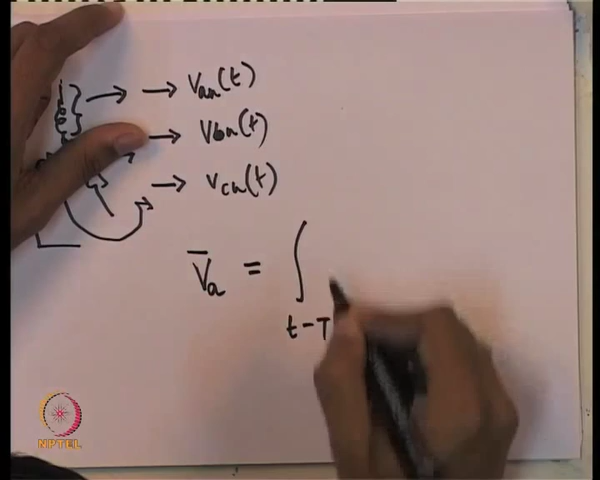 → → Van(t)
→ Vbn(t)
→ Vcn(t)
V̅a = ∫
t-T
NPTEL